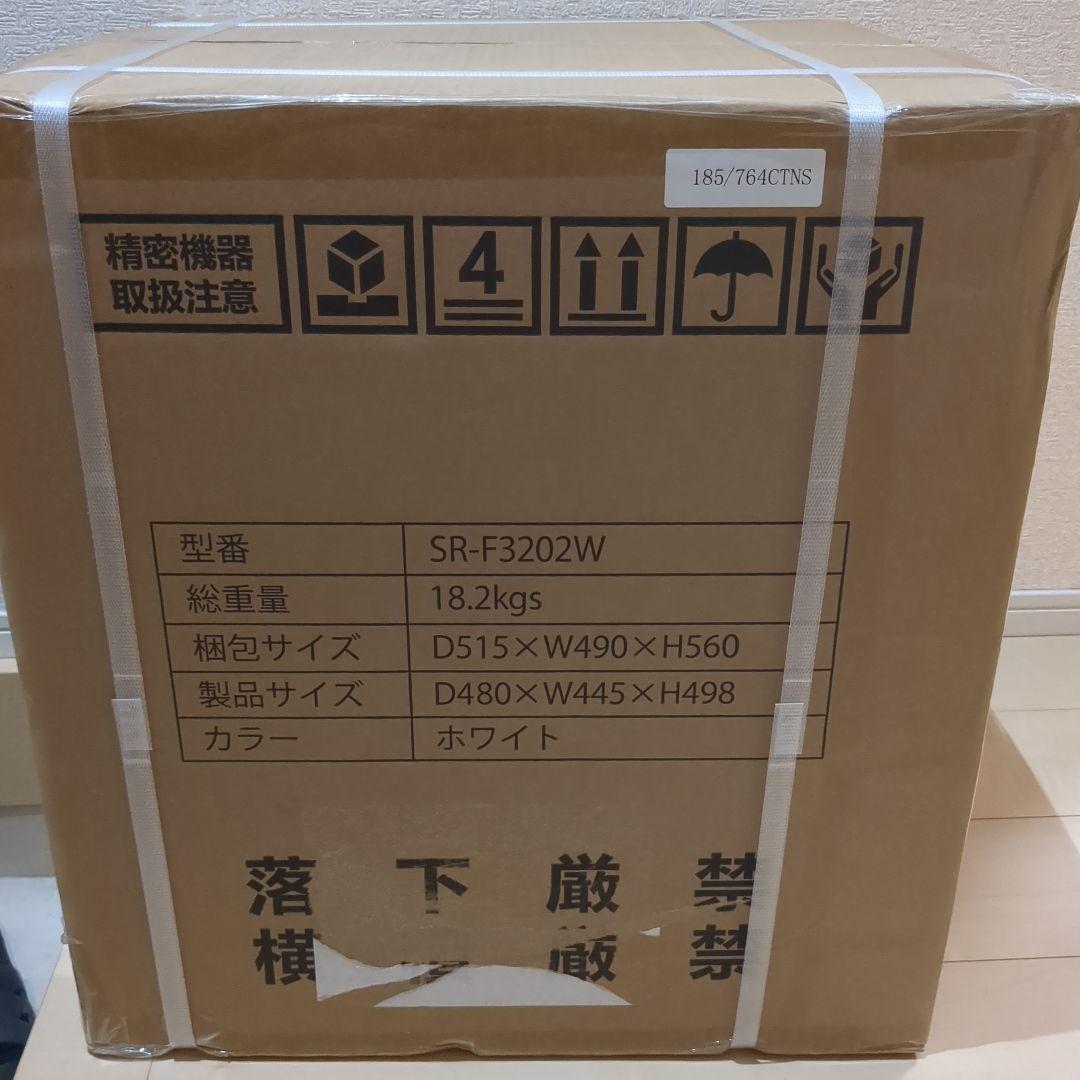 185/764CTNS
精密機器
取扱注意
4
型番 SR-F3202W
総重量 18.2kgs
梱包サイズ D515×W490×H560
製品サイズ D480×W445×H498
カラー ホワイト
落下厳禁
横 厳禁